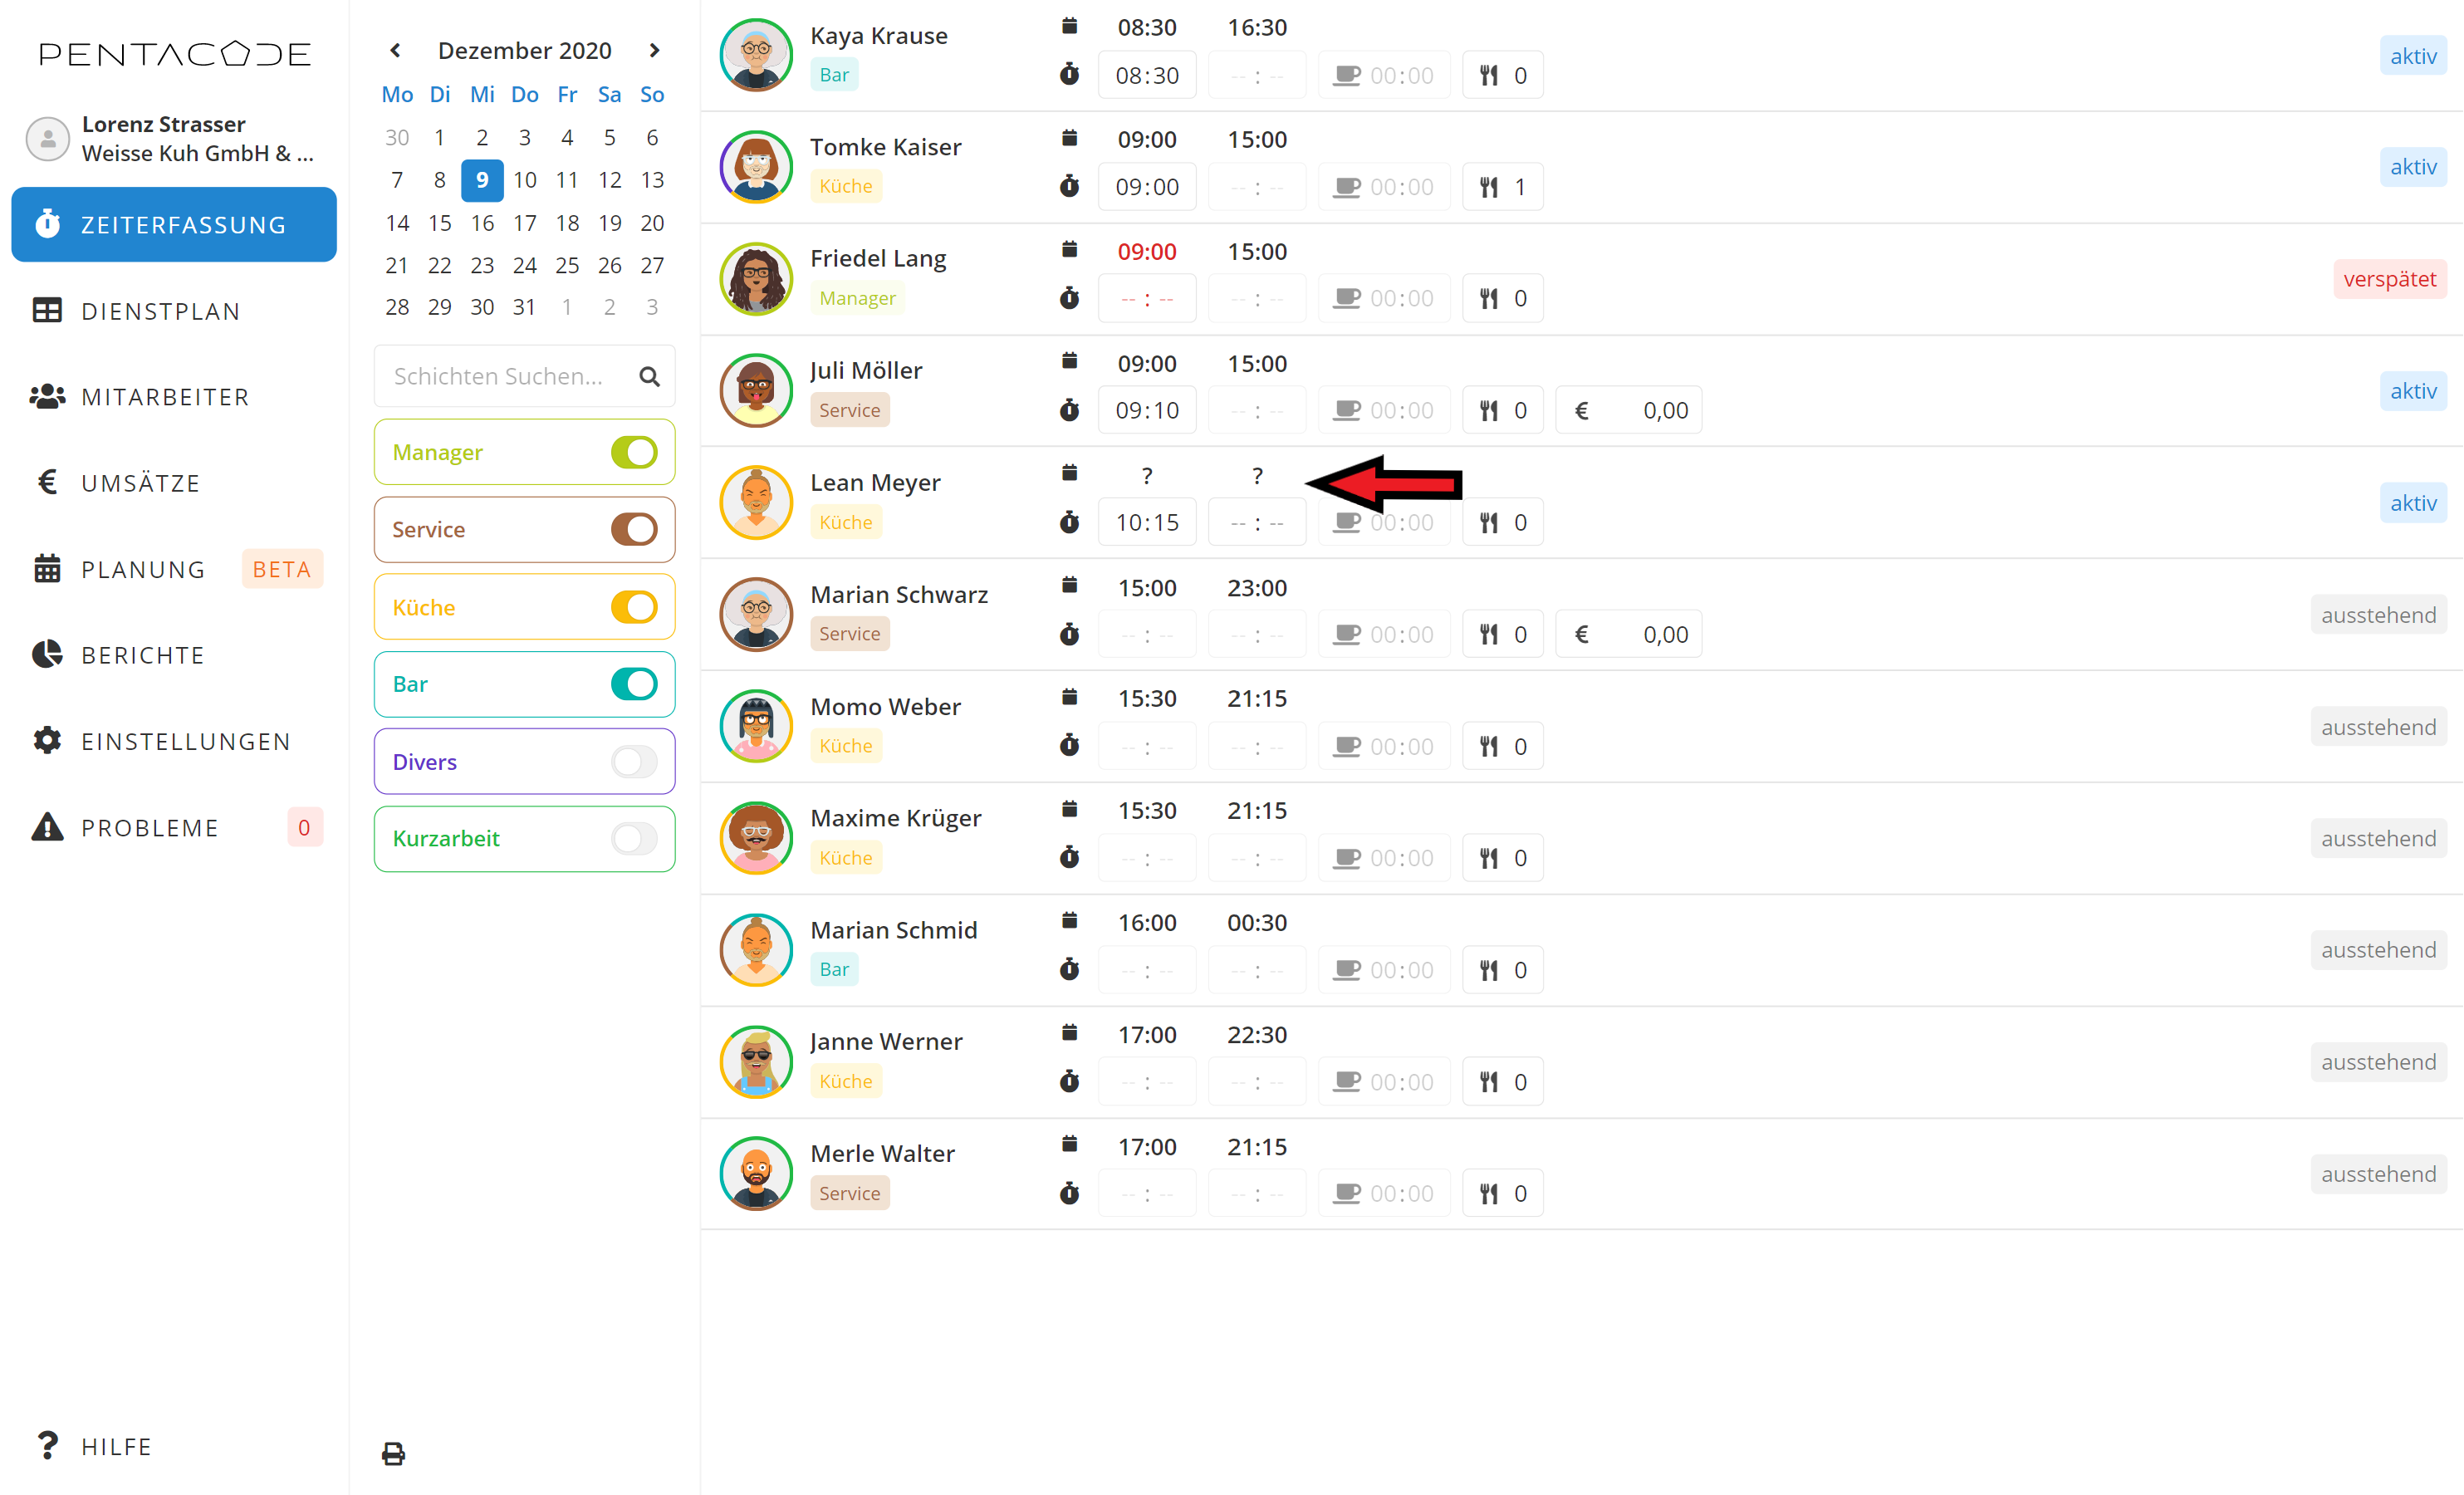 PENTACODE
Lorenz Strasser
Weisse Kuh GmbH & ...
ZEITERFASSUNG
DIENSTPLAN
MITARBEITER
€ UMSÄTZE
PLANUNG BETA
BERICHTE
EINSTELLUNGEN
PROBLEME 0
? HILFE
Dezember 2020
Mo Di Mi Do Fr Sa So
30 1 2 3 4 5 6
7 8 9 10 11 12 13
14 15 16 17 18 19 20
21 22 23 24 25 26 27
28 29 30 31 1 2 3
Schichten Suchen...
Manager
Service
Küche
Bar
Divers
Kurzarbeit
Kaya Krause 08:30 16:30
Bar 08:30 -- : -- 00:00 0 aktiv
Tomke Kaiser 09:00 15:00
Küche 09:00 -- : -- 00:00 1 aktiv
Friedel Lang 09:00 15:00
Manager -- : -- -- : -- 00:00 0 verspätet
Juli Möller 09:00 15:00
Service 09:10 -- : -- 00:00 0 € 0,00 aktiv
Lean Meyer ? ?
Küche 10:15 -- : -- 00:00 0 aktiv
Marian Schwarz 15:00 23:00
Service -- : -- -- : -- 00:00 0 € 0,00 ausstehend
Momo Weber 15:30 21:15
Küche -- : -- -- : -- 00:00 0 ausstehend
Maxime Krüger 15:30 21:15
Küche -- : -- -- : -- 00:00 0 ausstehend
Marian Schmid 16:00 00:30
Bar -- : -- -- : -- 00:00 0 ausstehend
Janne Werner 17:00 22:30
Küche -- : -- -- : -- 00:00 0 ausstehend
Merle Walter 17:00 21:15
Service -- : -- -- : -- 00:00 0 ausstehend